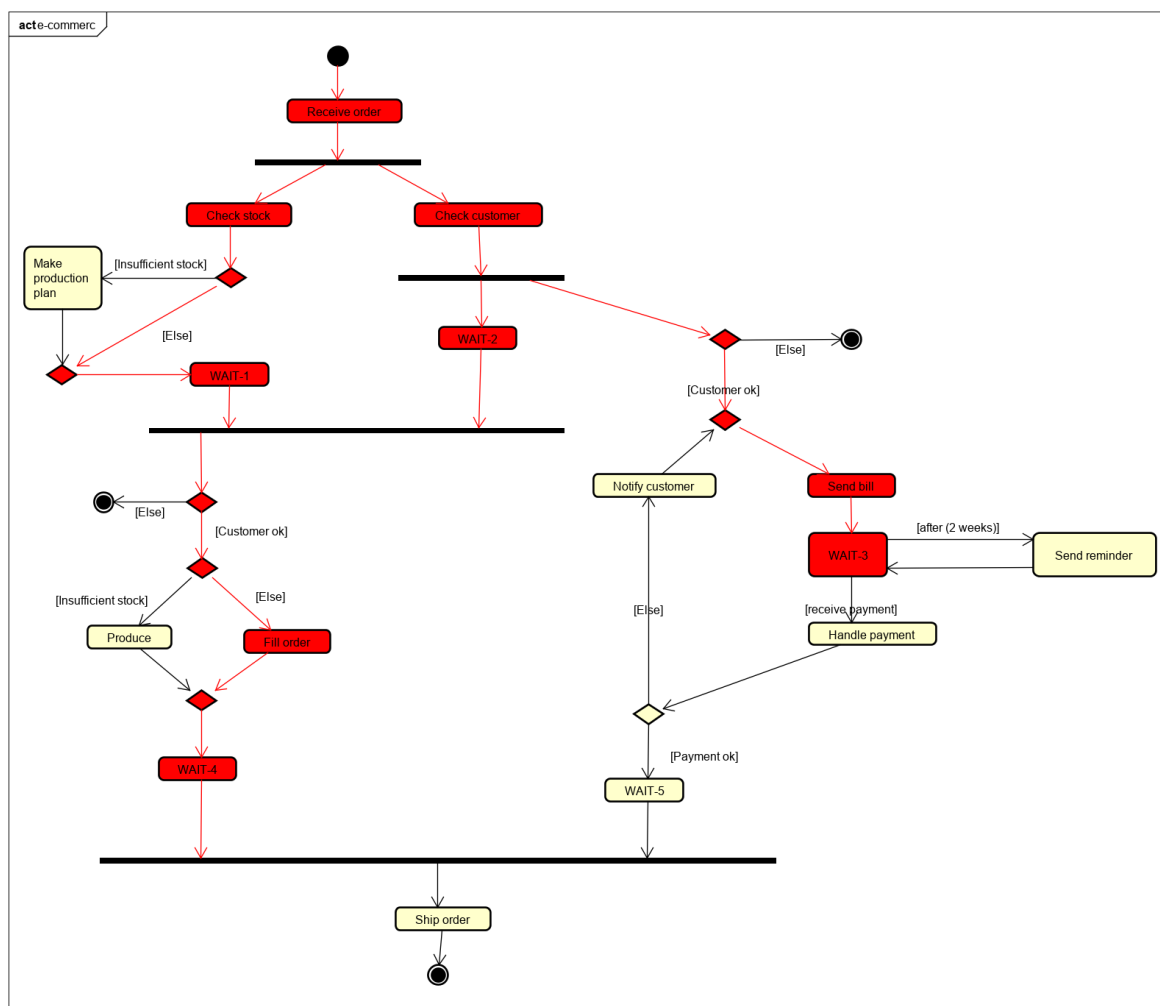 act e-commerc
Receive order
Check stock
Check customer
Make
production
plan
[Insufficient stock]
[Else]
WAIT-1
WAIT-2
[Else]
[Customer ok]
Notify customer
Send bill
[Else]
[Customer ok]
[after (2 weeks)]
WAIT-3
Send reminder
[Insufficient stock]
[Else]
[Else]
[receive payment]
Produce
Fill order
Handle payment
[Payment ok]
WAIT-4
WAIT-5
Ship order